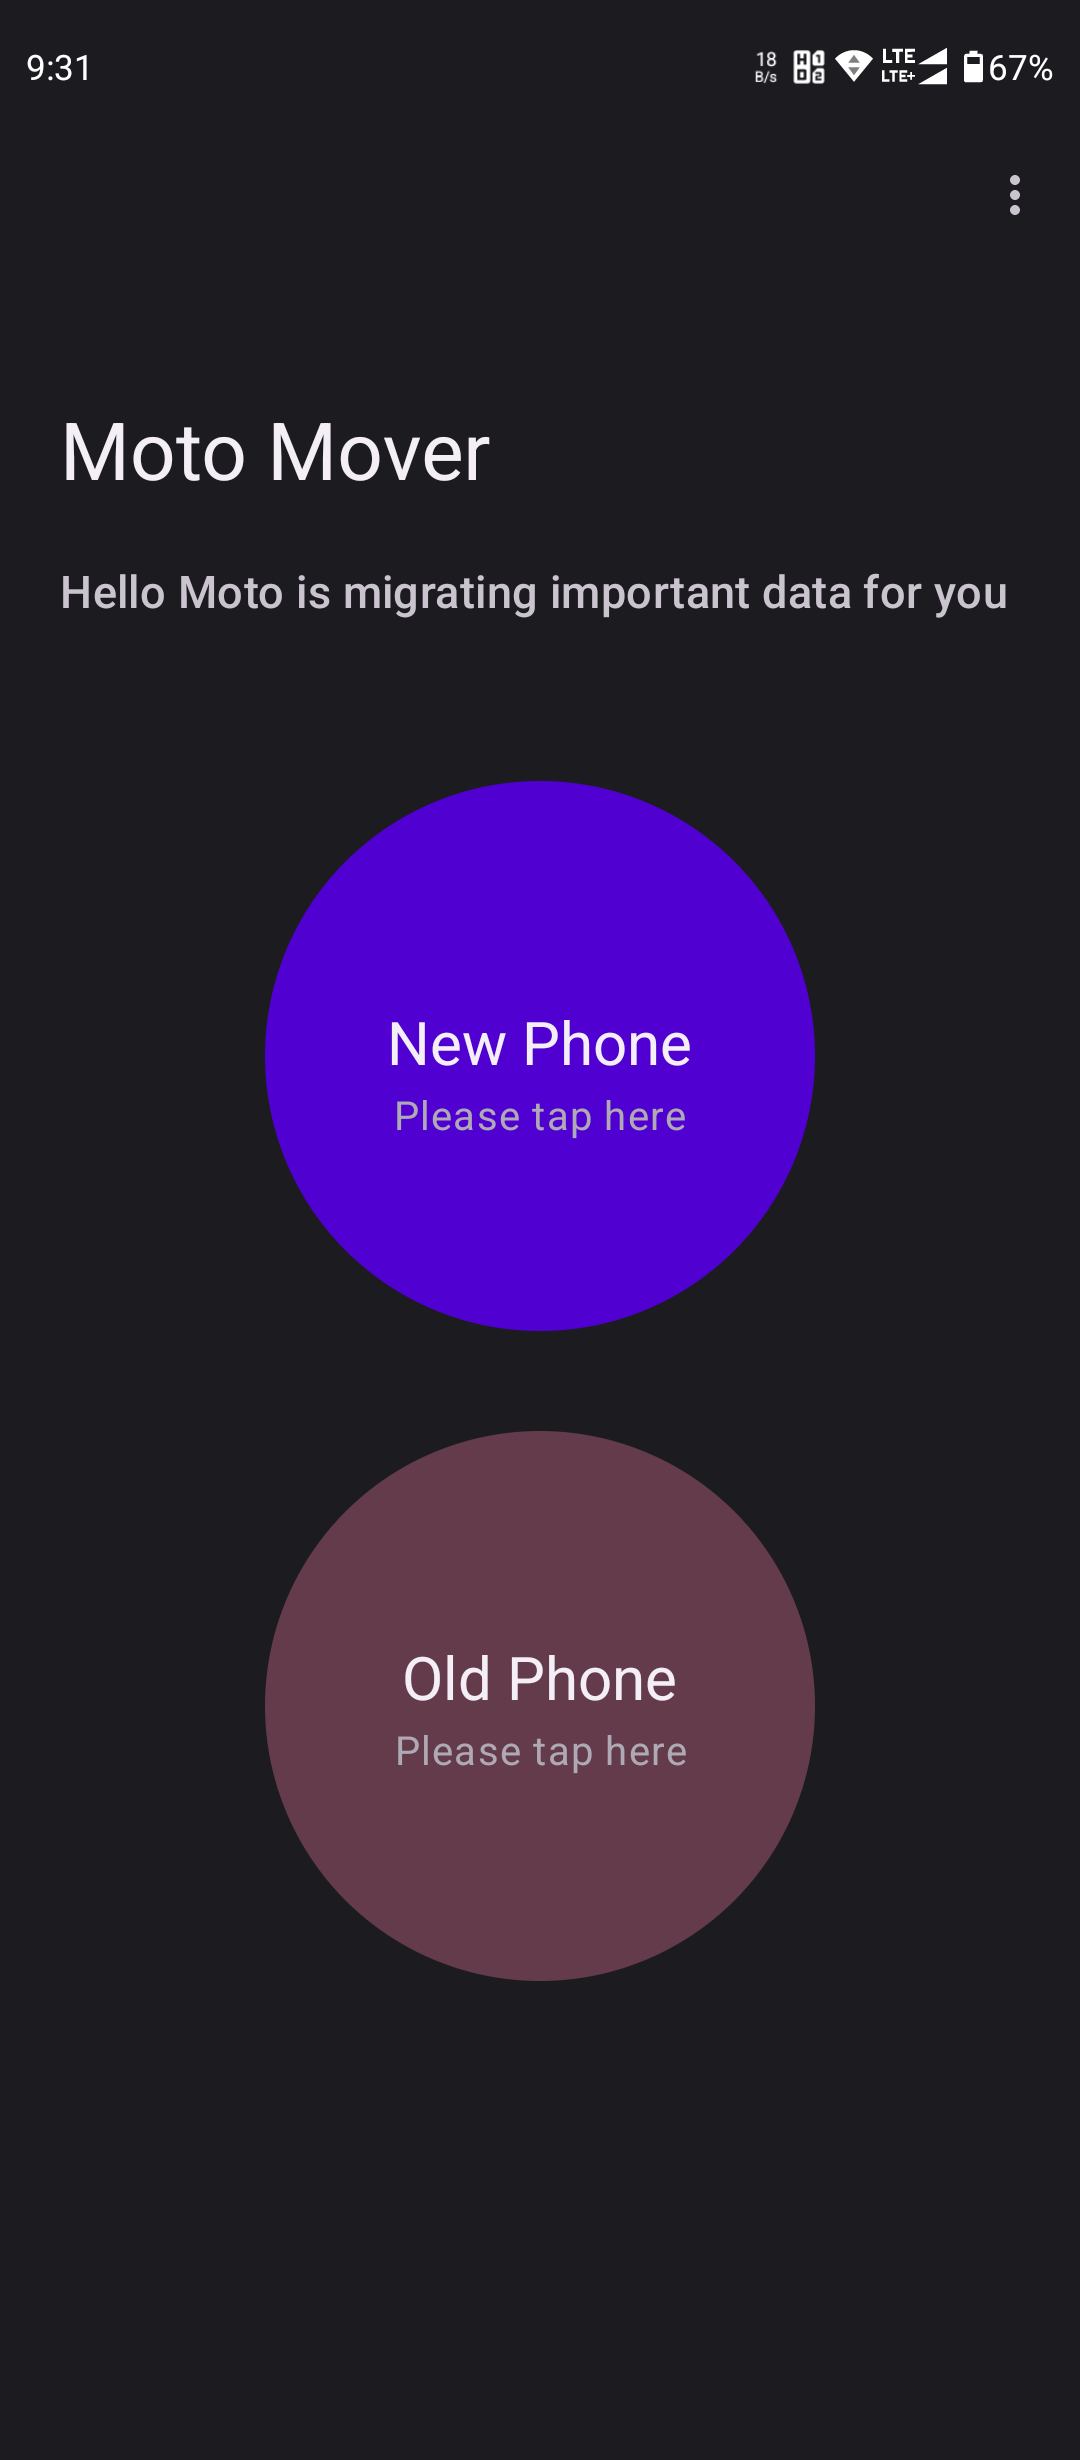 9:31
18
B/s
LTE
LTE+
67%
Moto Mover
Hello Moto is migrating important data for you
New Phone
Please tap here
Old Phone
Please tap here